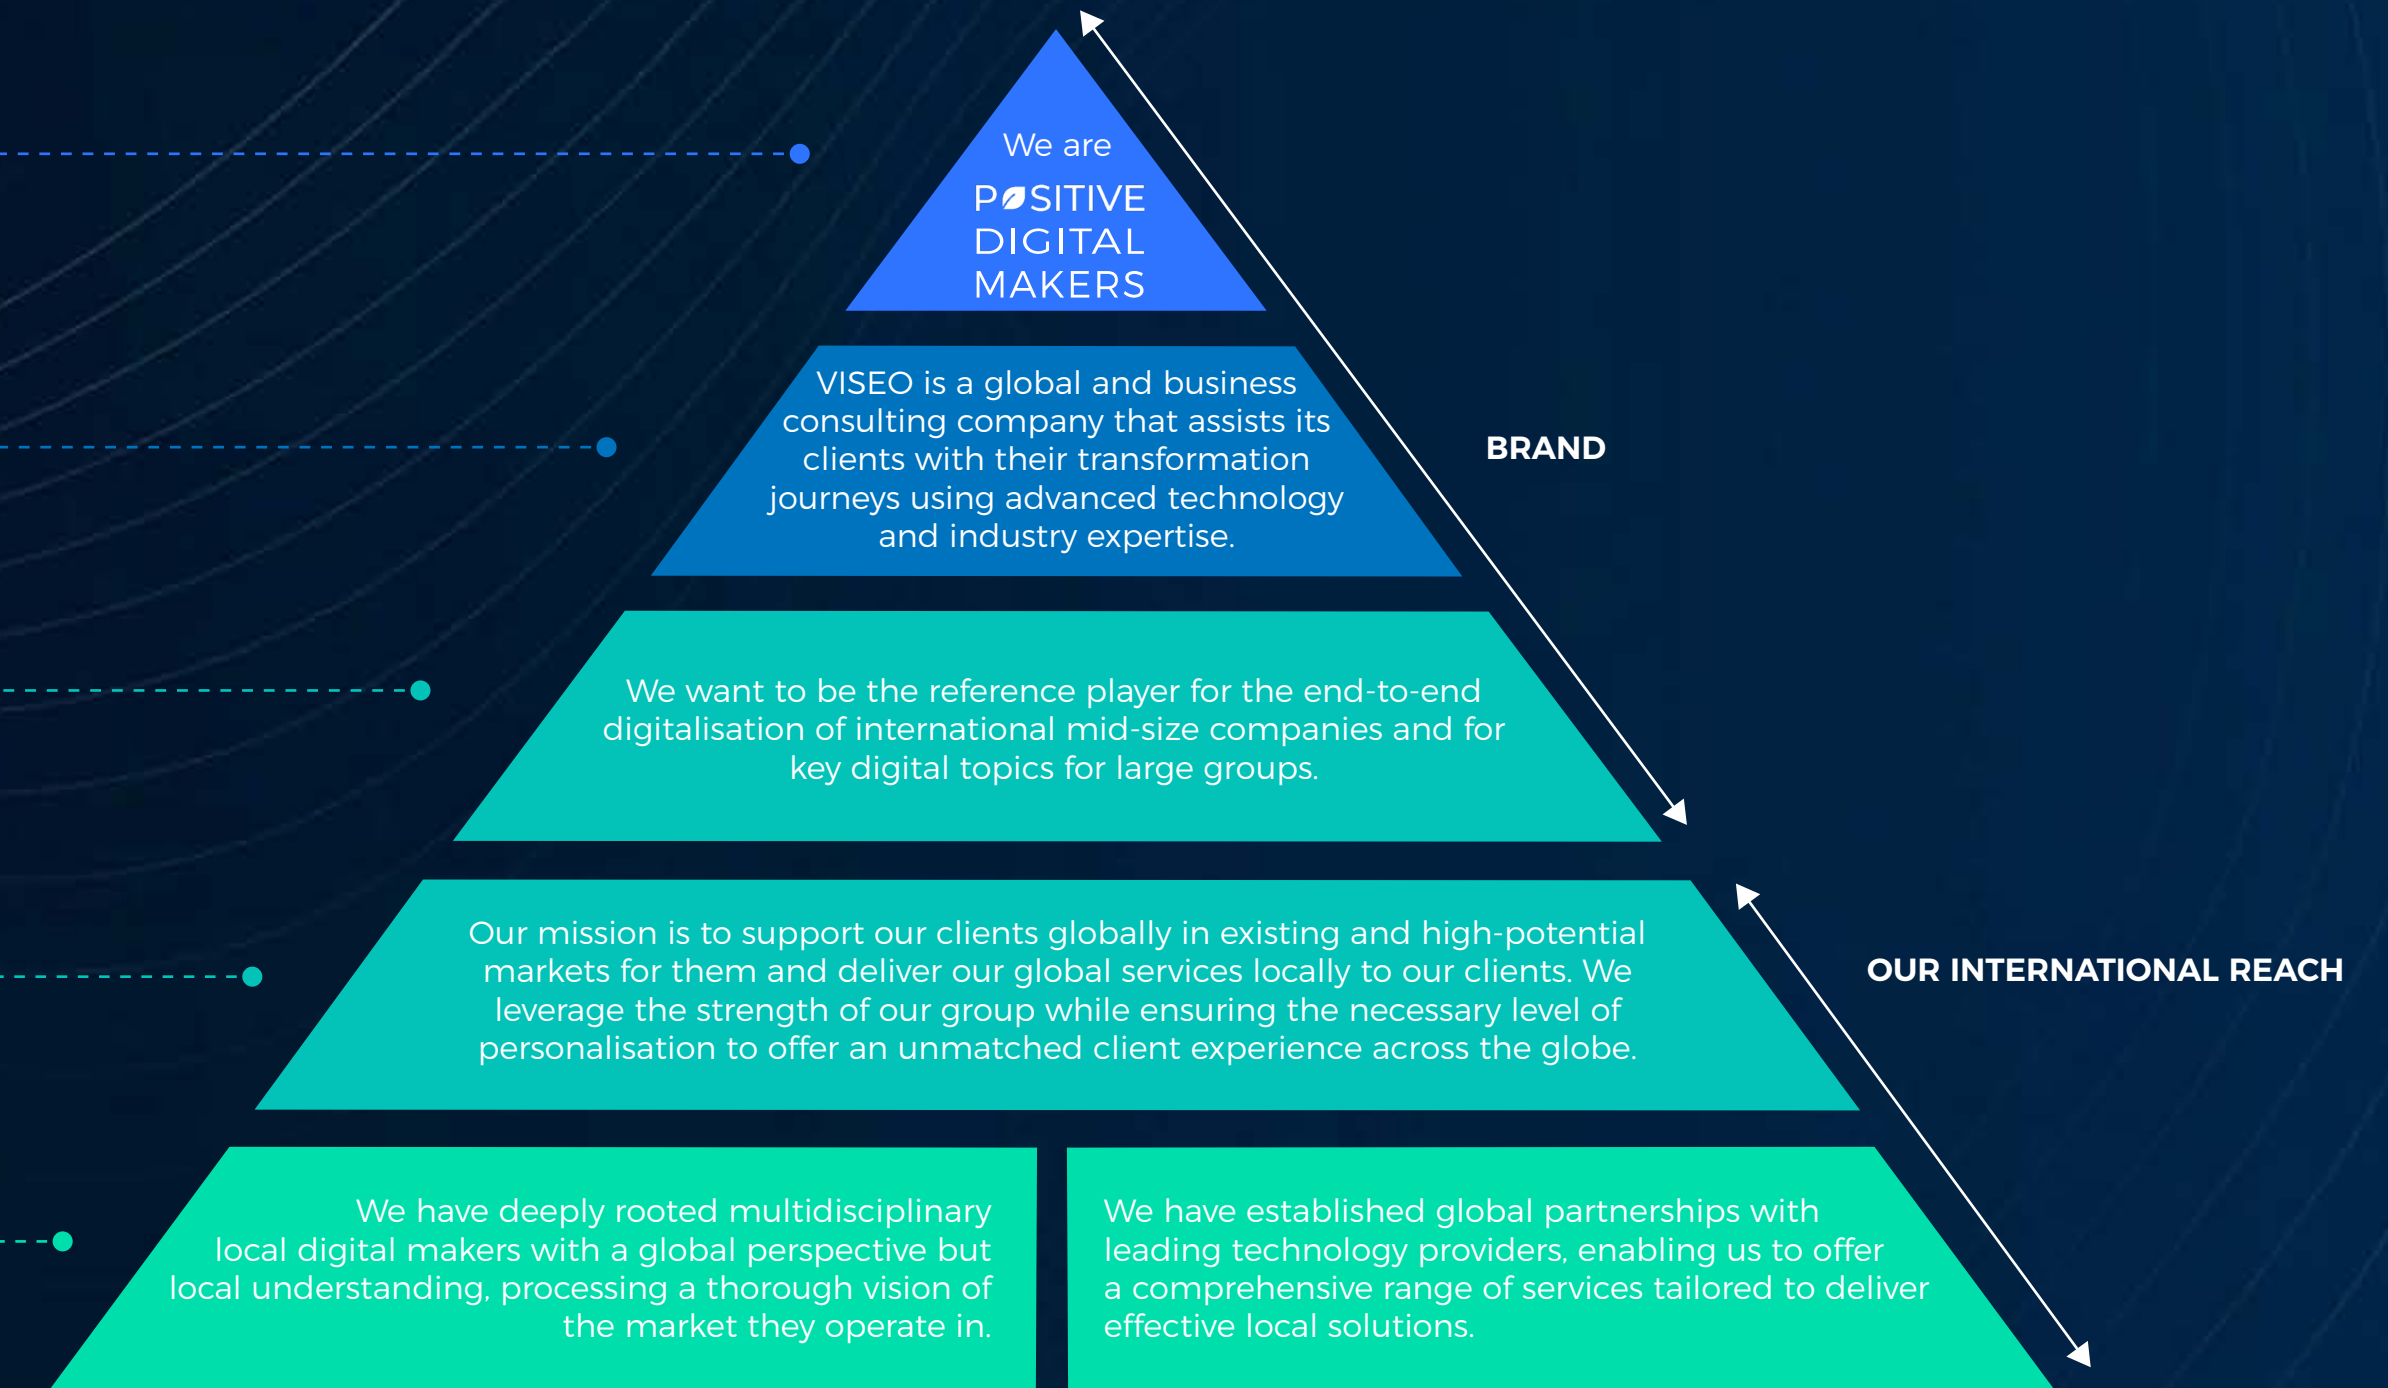 We are
POSITIVE
DIGITAL
MAKERS
VISEO is a global and business
consulting company that assists its
clients with their transformation
journeys using advanced technology
and industry expertise.
BRAND
We want to be the reference player for the end-to-end
digitalisation of international mid-size companies and for
key digital topics for large groups.
Our mission is to support our clients globally in existing and high-potential
markets for them and deliver our global services locally to our clients. We
leverage the strength of our group while ensuring the necessary level of
personalisation to offer an unmatched client experience across the globe.
OUR INTERNATIONAL REACH
We have deeply rooted multidisciplinary
local digital makers with a global perspective but
local understanding, processing a thorough vision of
the market they operate in.
We have established global partnerships with
leading technology providers, enabling us to offer
a comprehensive range of services tailored to deliver
effective local solutions.